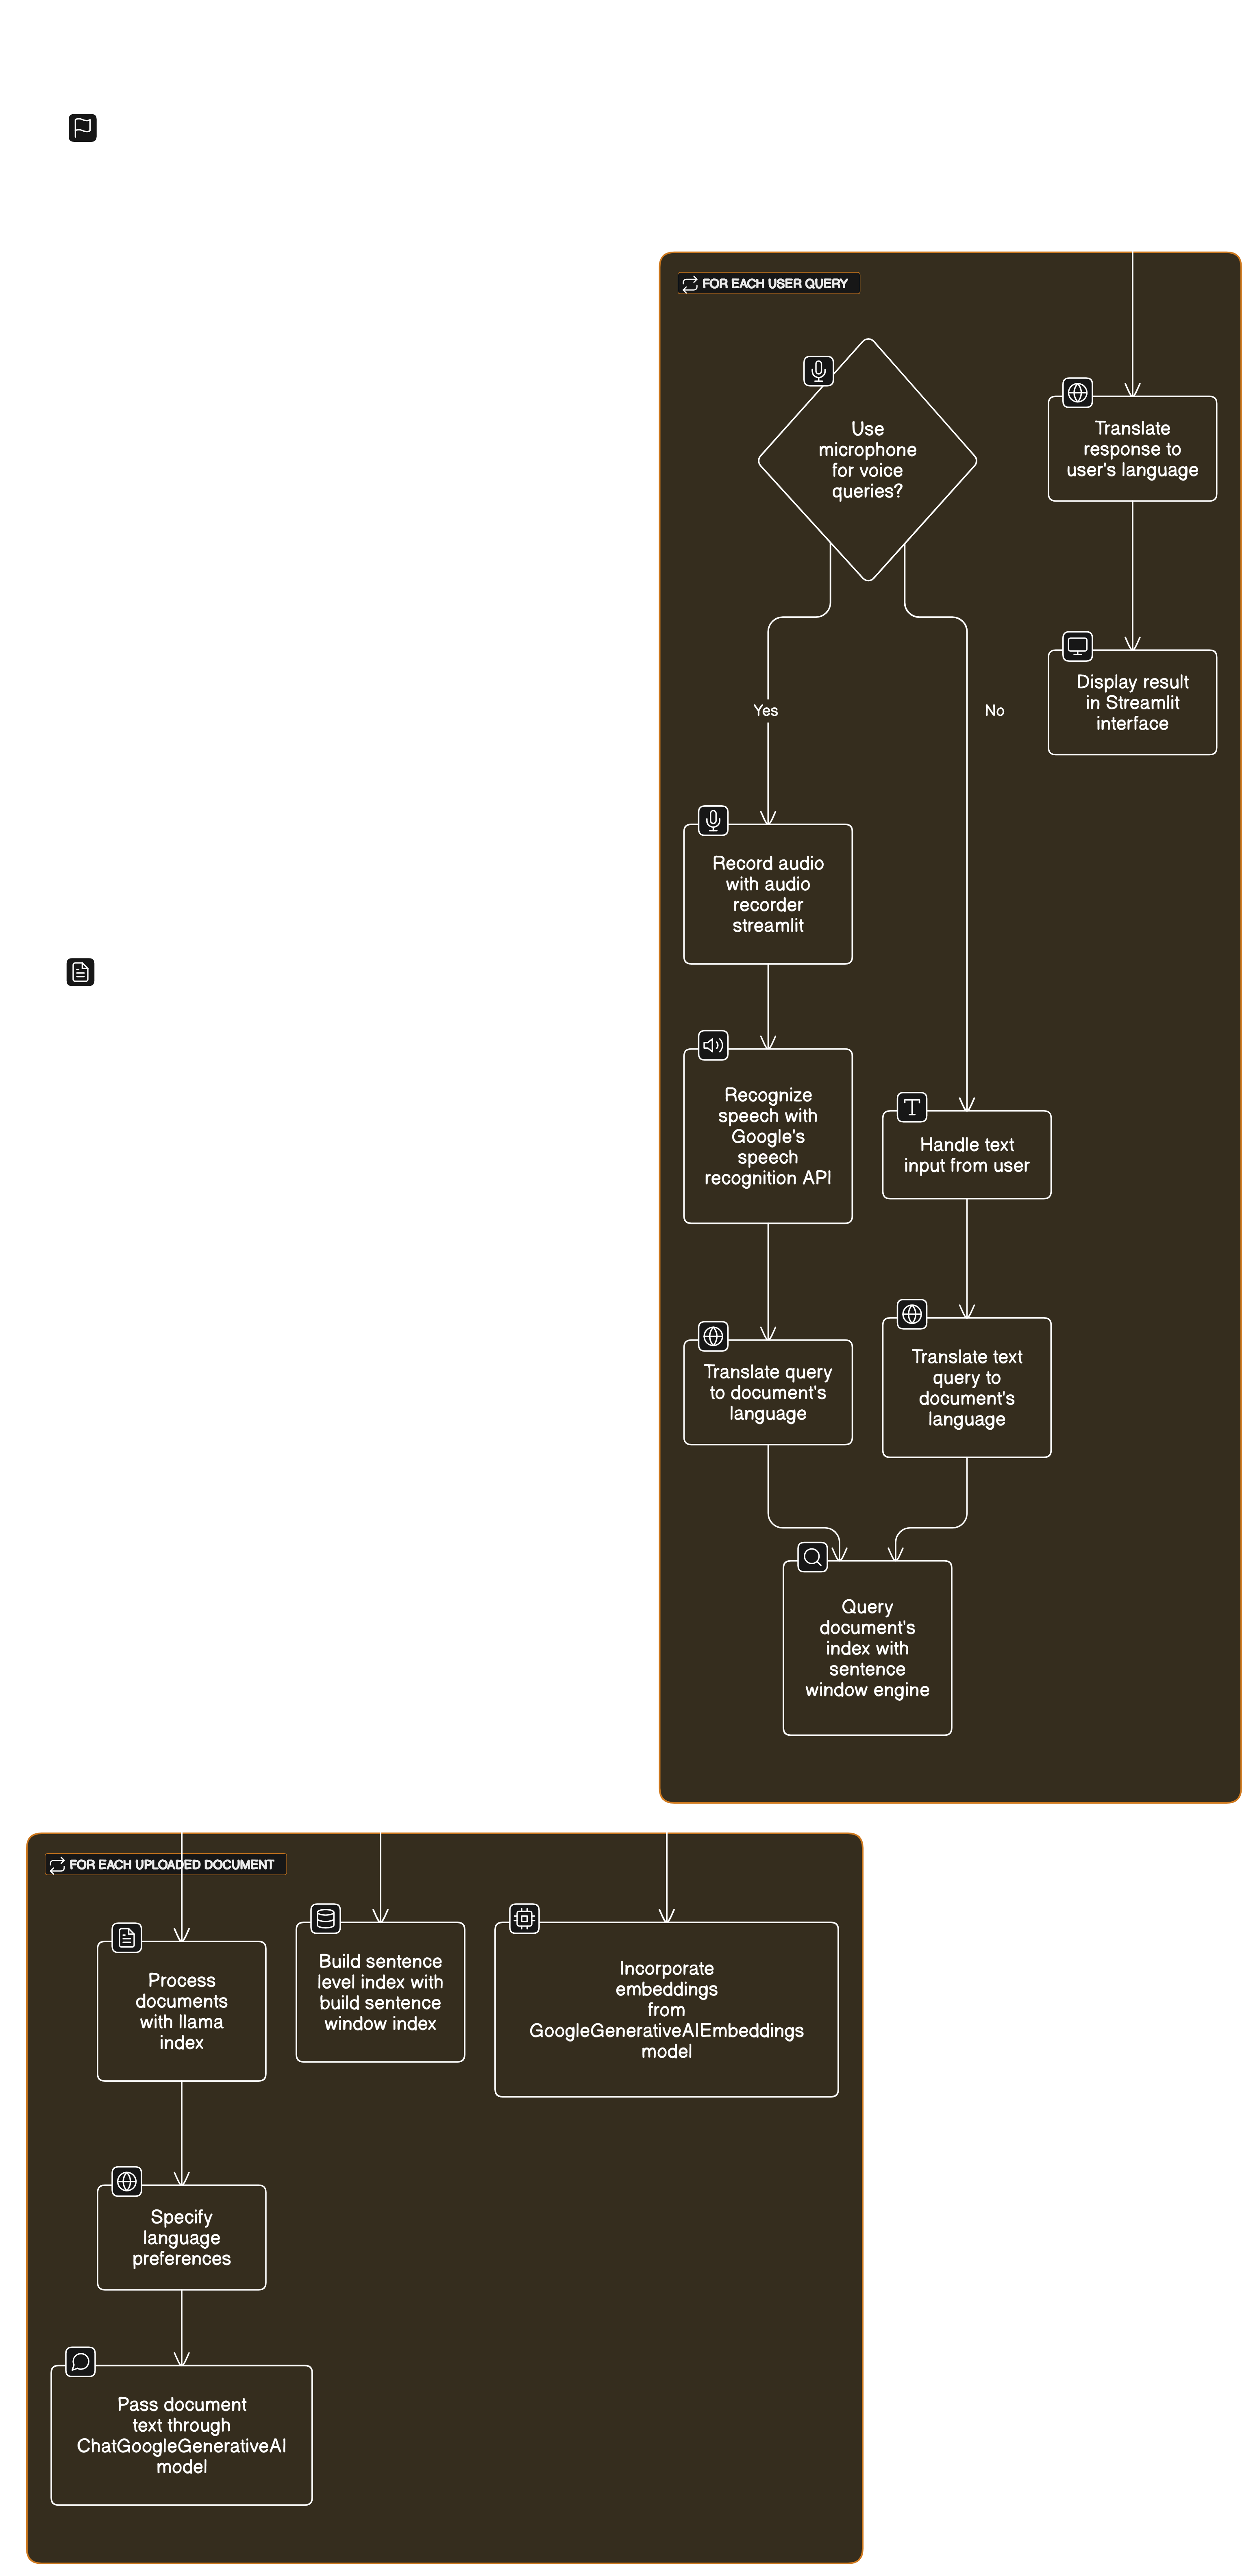 FOR EACH USER QUERY
Use
microphone
for voice
queries?
Translate
response to
user's language
Display result
in Streamlit
interface
Yes
No
Record audio
with audio
recorder
streamlit
Recognize
speech with
Google's
speech
recognition API
Handle text
input from user
Translate query
to document's
language
Translate text
query to
document's
language
Query
document's
index with
sentence
window engine
FOR EACH UPLOADED DOCUMENT
Process
documents
with llama
index
Build sentence
level index with
build sentence
window index
Incorporate
embeddings
from
GoogleGenerativeAIEmbeddings
model
Specify
language
preferences
Pass document
text through
ChatGoogleGenerativeAI
model